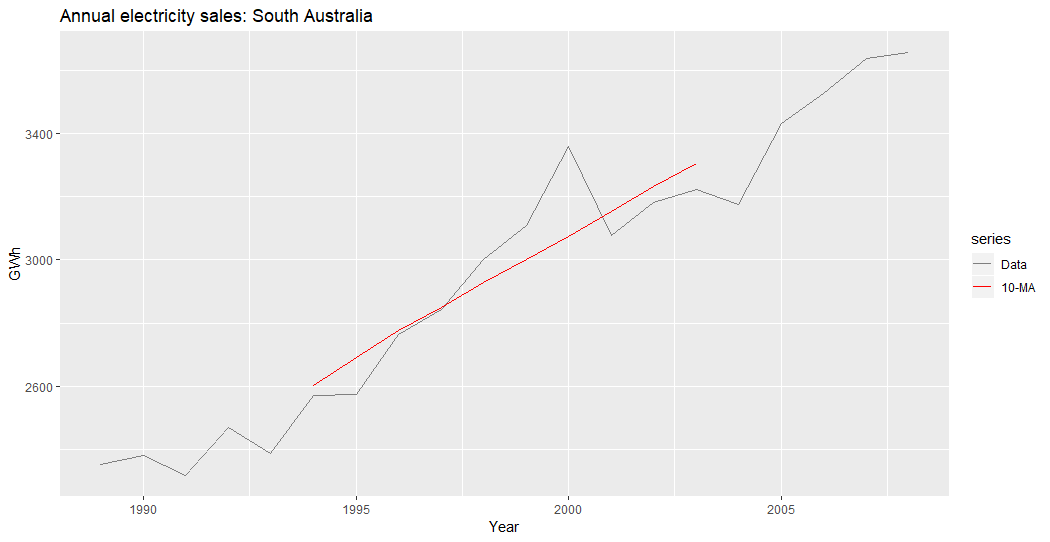 Annual electricity sales: South Australia
3400
3000
2600
GWh
1990 1995 2000 2005
Year
series
Data
10-MA